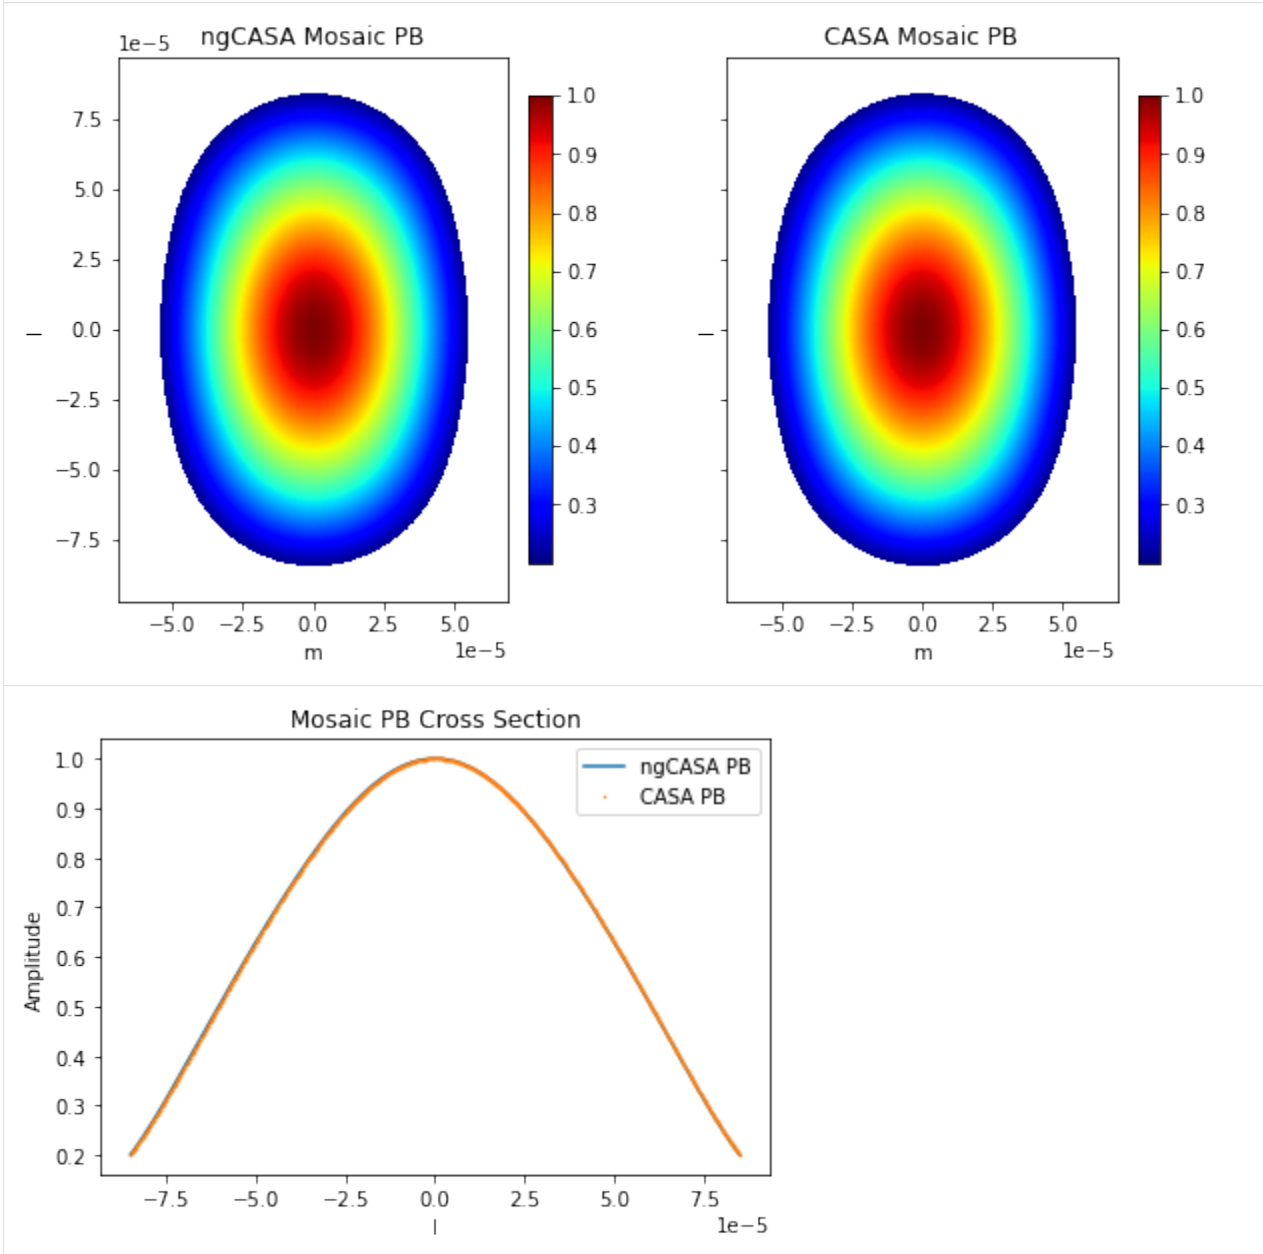 1e−5 ngCASA Mosaic PB
7.5
5.0
2.5
0.0
−2.5
−5.0
−7.5
l
−5.0 −2.5 0.0 2.5 5.0
1e−5
m
1.0
0.9
0.8
0.7
0.6
0.5
0.4
0.3
CASA Mosaic PB
l
−5.0 −2.5 0.0 2.5 5.0
1e−5
m
1.0
0.9
0.8
0.7
0.6
0.5
0.4
0.3
Mosaic PB Cross Section
ngCASA PB
CASA PB
1.0
0.9
0.8
0.7
0.6
0.5
0.4
0.3
0.2
Amplitude
−7.5 −5.0 −2.5 0.0 2.5 5.0 7.5
1e−5
l